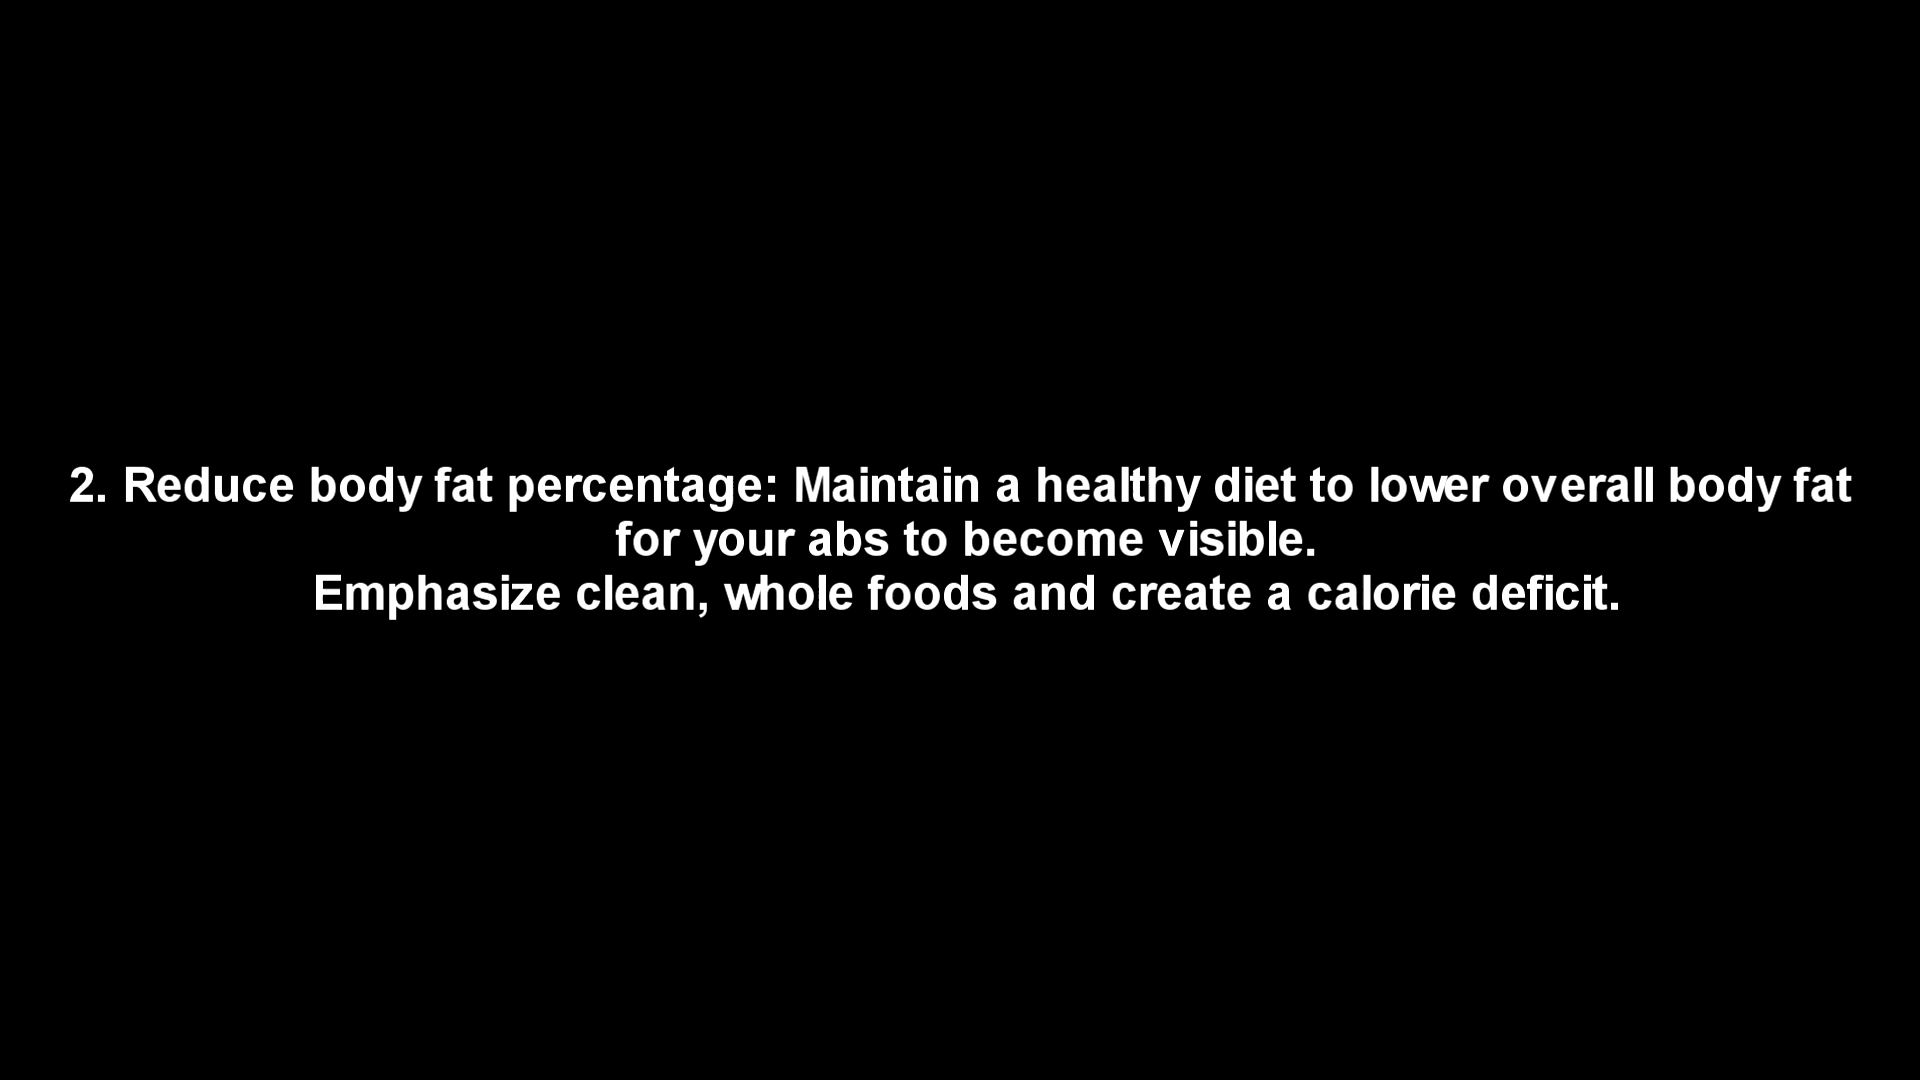 2. Reduce body fat percentage: Maintain a healthy diet to lower overall body fat
for your abs to become visible.
Emphasize clean, whole foods and create a calorie deficit.